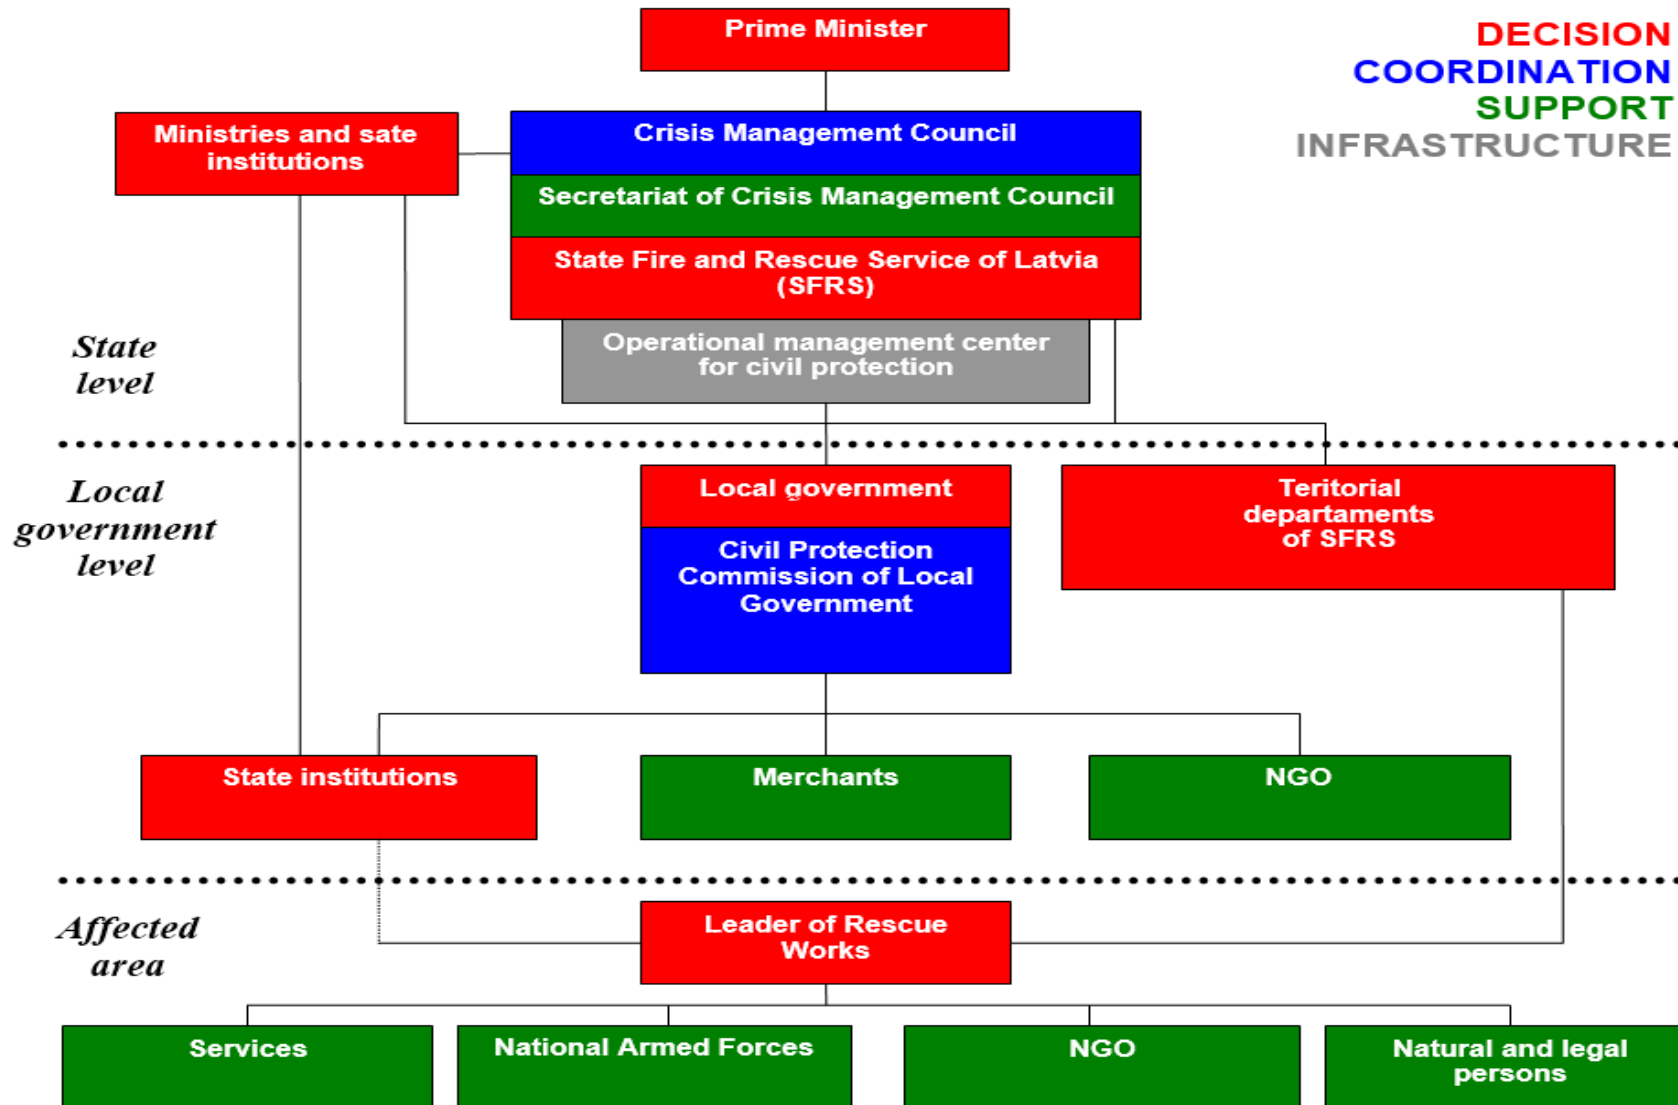 Prime Minister
DECISION
COORDINATION
SUPPORT
INFRASTRUCTURE
Ministries and sate
institutions
Crisis Management Council
Secretariat of Crisis Management Council
State Fire and Rescue Service of Latvia
(SFRS)
Operational management center
for civil protection
State
level
Local
government
level
Local government
Civil Protection
Commission of Local
Government
Teritorial
departaments
of SFRS
State institutions
Merchants
NGO
Affected
area
Leader of Rescue
Works
Services
National Armed Forces
NGO
Natural and legal
persons